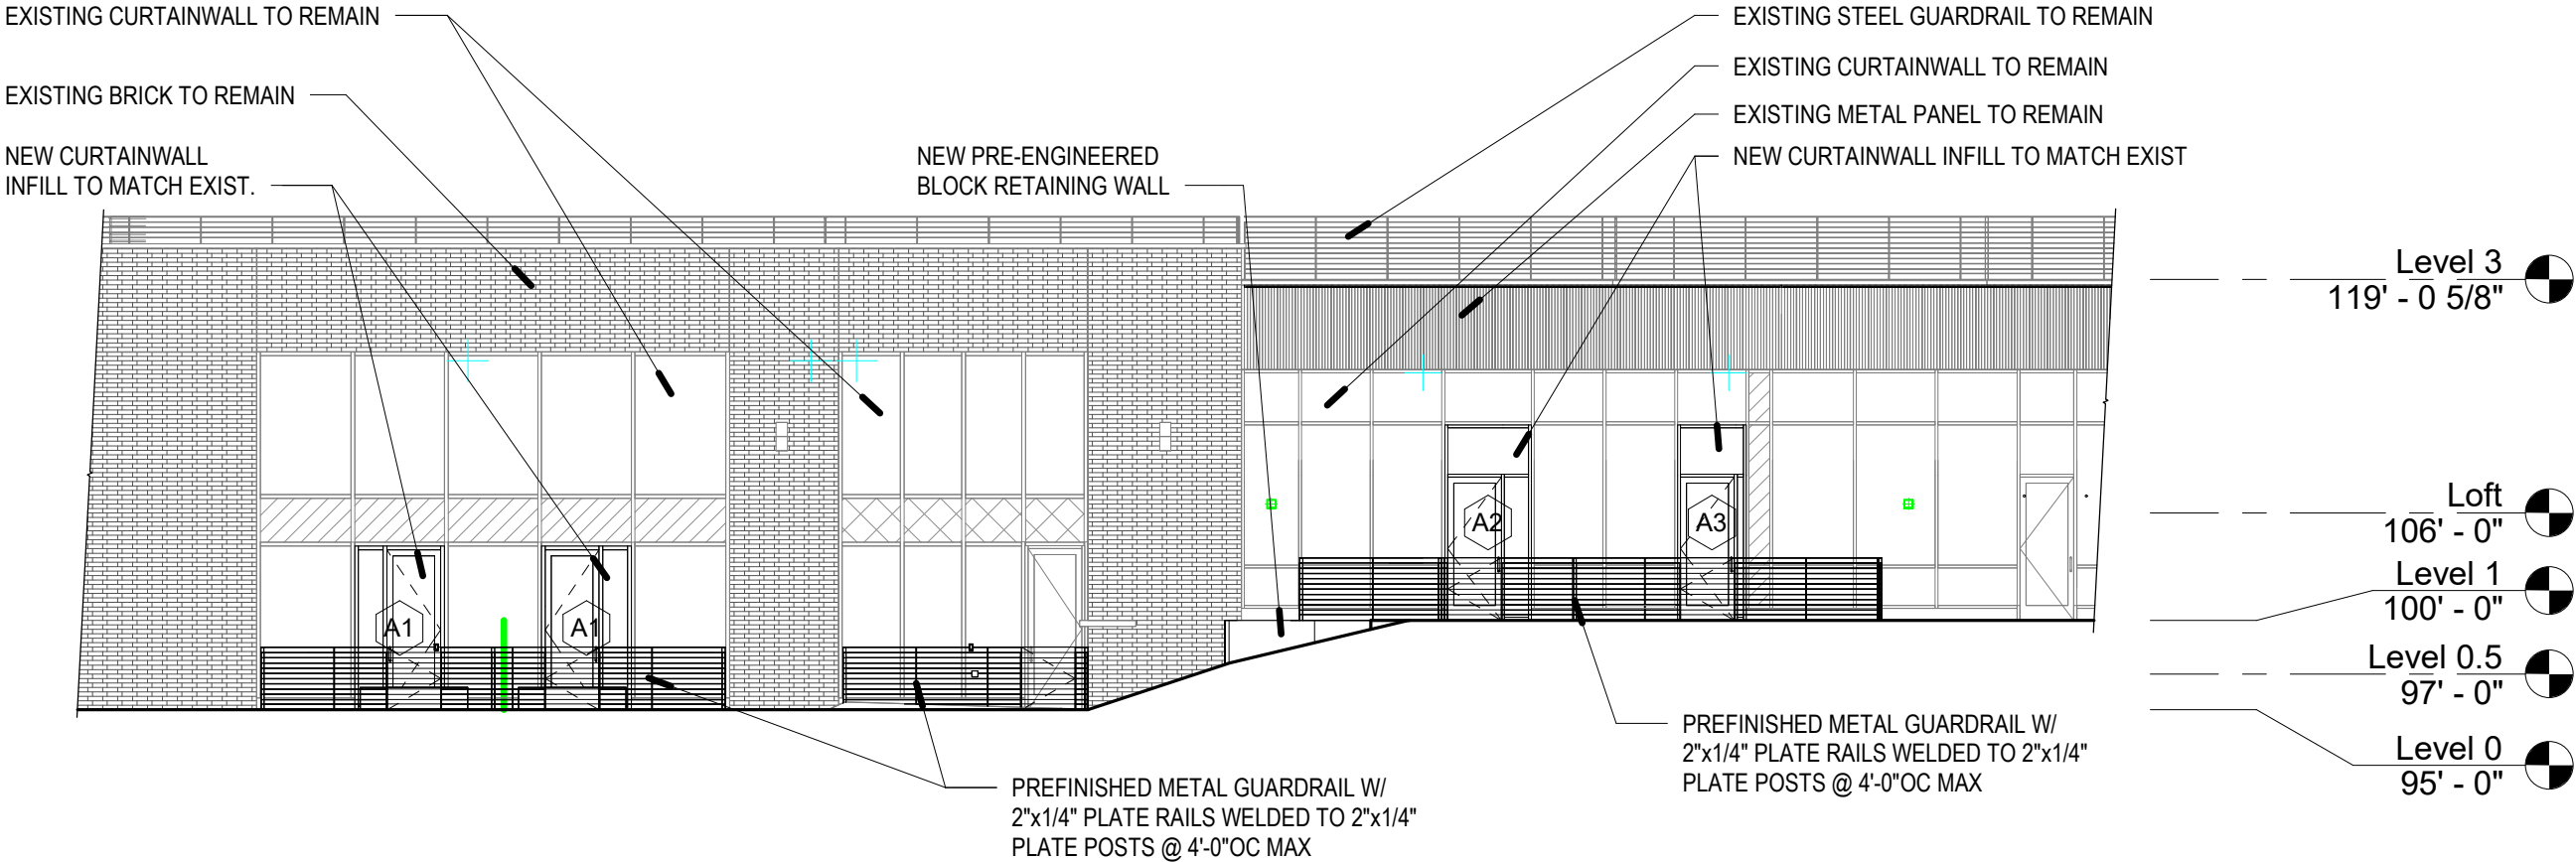 EXISTING CURTAINWALL TO REMAIN
EXISTING BRICK TO REMAIN
NEW CURTAINWALL
INFILL TO MATCH EXIST.
NEW PRE-ENGINEERED
BLOCK RETAINING WALL
EXISTING STEEL GUARDRAIL TO REMAIN
EXISTING CURTAINWALL TO REMAIN
EXISTING METAL PANEL TO REMAIN
NEW CURTAINWALL INFILL TO MATCH EXIST
A1
A1
A2
A3
Level 3
119' - 0 5/8"
Loft
106' - 0"
Level 1
100' - 0"
Level 0.5
97' - 0"
Level 0
95' - 0"
PREFINISHED METAL GUARDRAIL W/
2"x1/4" PLATE RAILS WELDED TO 2"x1/4"
PLATE POSTS @ 4'-0"OC MAX
PREFINISHED METAL GUARDRAIL W/
2"x1/4" PLATE RAILS WELDED TO 2"x1/4"
PLATE POSTS @ 4'-0"OC MAX